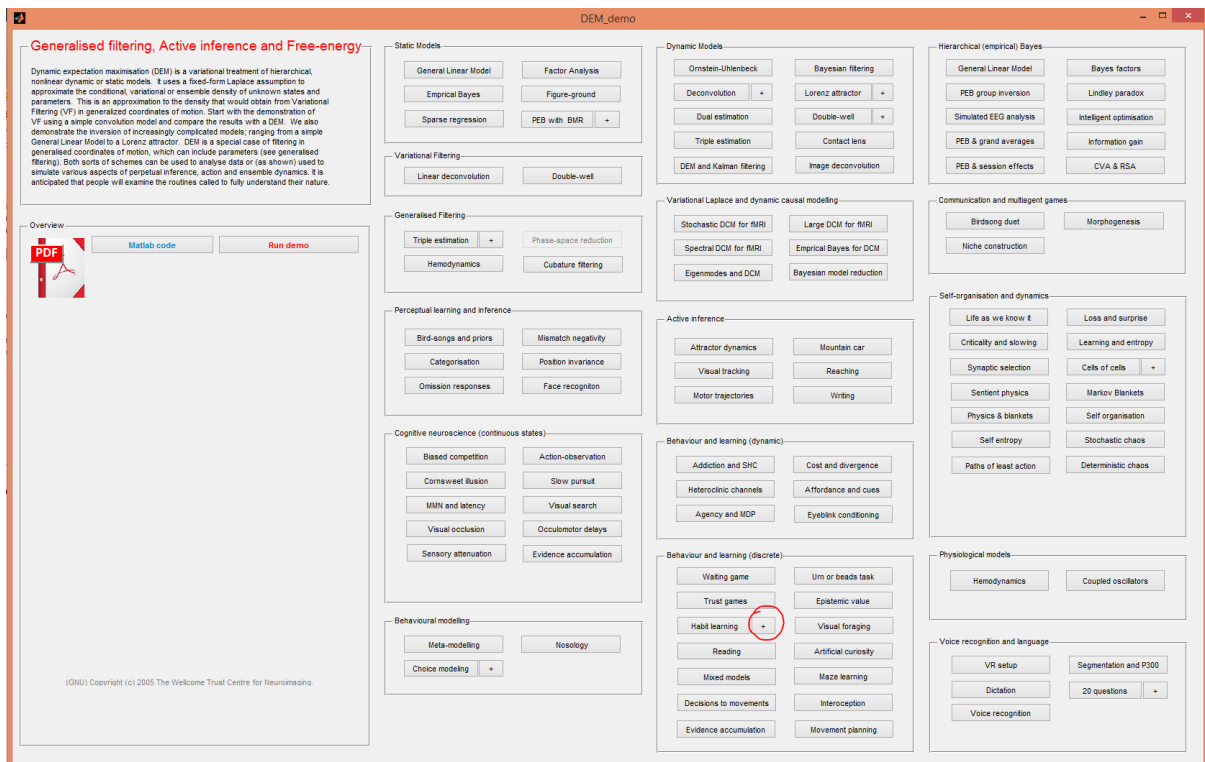 DEM_demo
Generalised filtering, Active inference and Free-energy
Dynamic expectation maximisation (DEM) is a variational treatment of hierarchical,
nonlinear dynamic or static models. It uses a fixed-form Laplace assumption to
approximate the conditional, variational or ensemble density of unknown states and
parameters. This is an approximation to the density that would obtain from Variational
Filtering (VF) in generalized coordinates of motion. Start with the demonstration of
VF using a simple convolution model and compare the results with a DEM. We also
demonstrate the inversion of increasingly complicated models; ranging from a simple
General Linear Model to a Lorenz attractor. DEM is a special case of filtering in
generalised coordinates of motion, which can include parameters (see generalised
filtering). Both sorts of schemes can be used to analyse data or (as shown) used to
simulate various aspects of perpetual inference, action and ensemble dynamics. It is
anticipated that people will examine the routines called to fully understand their nature.
Overview
PDF
Matlab code Run demo
(GNU) Copyright (c) 2005 The Wellcome Trust Centre for Neuroimaging.
Static Models
General Linear Model Factor Analysis
Emprical Bayes Figure-ground
Sparse regression PEB with BMR +
Variational Filtering
Linear deconvolution Double-well
Generalised Filtering
Triple estimation + Phase-space reduction
Hemodynamics Cubature filtering
Perceptual learning and inference
Bird-songs and priors Mismatch negativity
Categorisation Position invariance
Omission responses Face recogniton
Cognitive neuroscience (continuous states)
Biased competition Action-observation
Cornsweet illusion Slow pursuit
MMN and latency Visual search
Visual occlusion Occulomotor delays
Sensory attenuation Evidence accumulation
Behavioural modelling
Meta-modelling Nosology
Choice modeling +
Dynamic Models
Ornstein-Uhlenbeck Bayesian filtering
Deconvolution + Lorenz attractor +
Dual estimation Double-well +
Triple estimation Contact lens
DEM and Kalman filtering Image deconvolution
Variational Laplace and dynamic causal modelling
Stochastic DCM for fMRI Large DCM for fMRI
Spectral DCM for fMRI Emprical Bayes for DCM
Eigenmodes and DCM Bayesian model reduction
Active inference
Attractor dynamics Mountain car
Visual tracking Reaching
Motor trajectories Writing
Behaviour and learning (dynamic)
Addiction and SHC Cost and divergence
Heteroclinic channels Affordance and cues
Agency and MDP Eyeblink conditioning
Behaviour and learning (discrete)
Waiting game Urn or beads task
Trust games Epistemic value
Habit learning + Visual foraging
Reading Artificial curiosity
Mixed models Maze learning
Decisions to movements Interoception
Evidence accumulation Movement planning
Hierarchical (empirical) Bayes
General Linear Model Bayes factors
PEB group inversion Lindley paradox
Simulated EEG analysis Intelligent optimisation
PEB & grand averages Information gain
PEB & session effects CVA & RSA
Communication and multiagent games
Birdsong duet Morphogenesis
Niche construction
Self-organisation and dynamics
Life as we know it Loss and surprise
Criticality and slowing Learning and entropy
Synaptic selection Cells of cells +
Sentient physics Markov Blankets
Physics & blankets Self organisation
Self entropy Stochastic chaos
Paths of least action Deterministic chaos
Physiological models
Hemodynamics Coupled oscillators
Voice recognition and language
VR setup Segmentation and P300
Dictation 20 questions +
Voice recognition